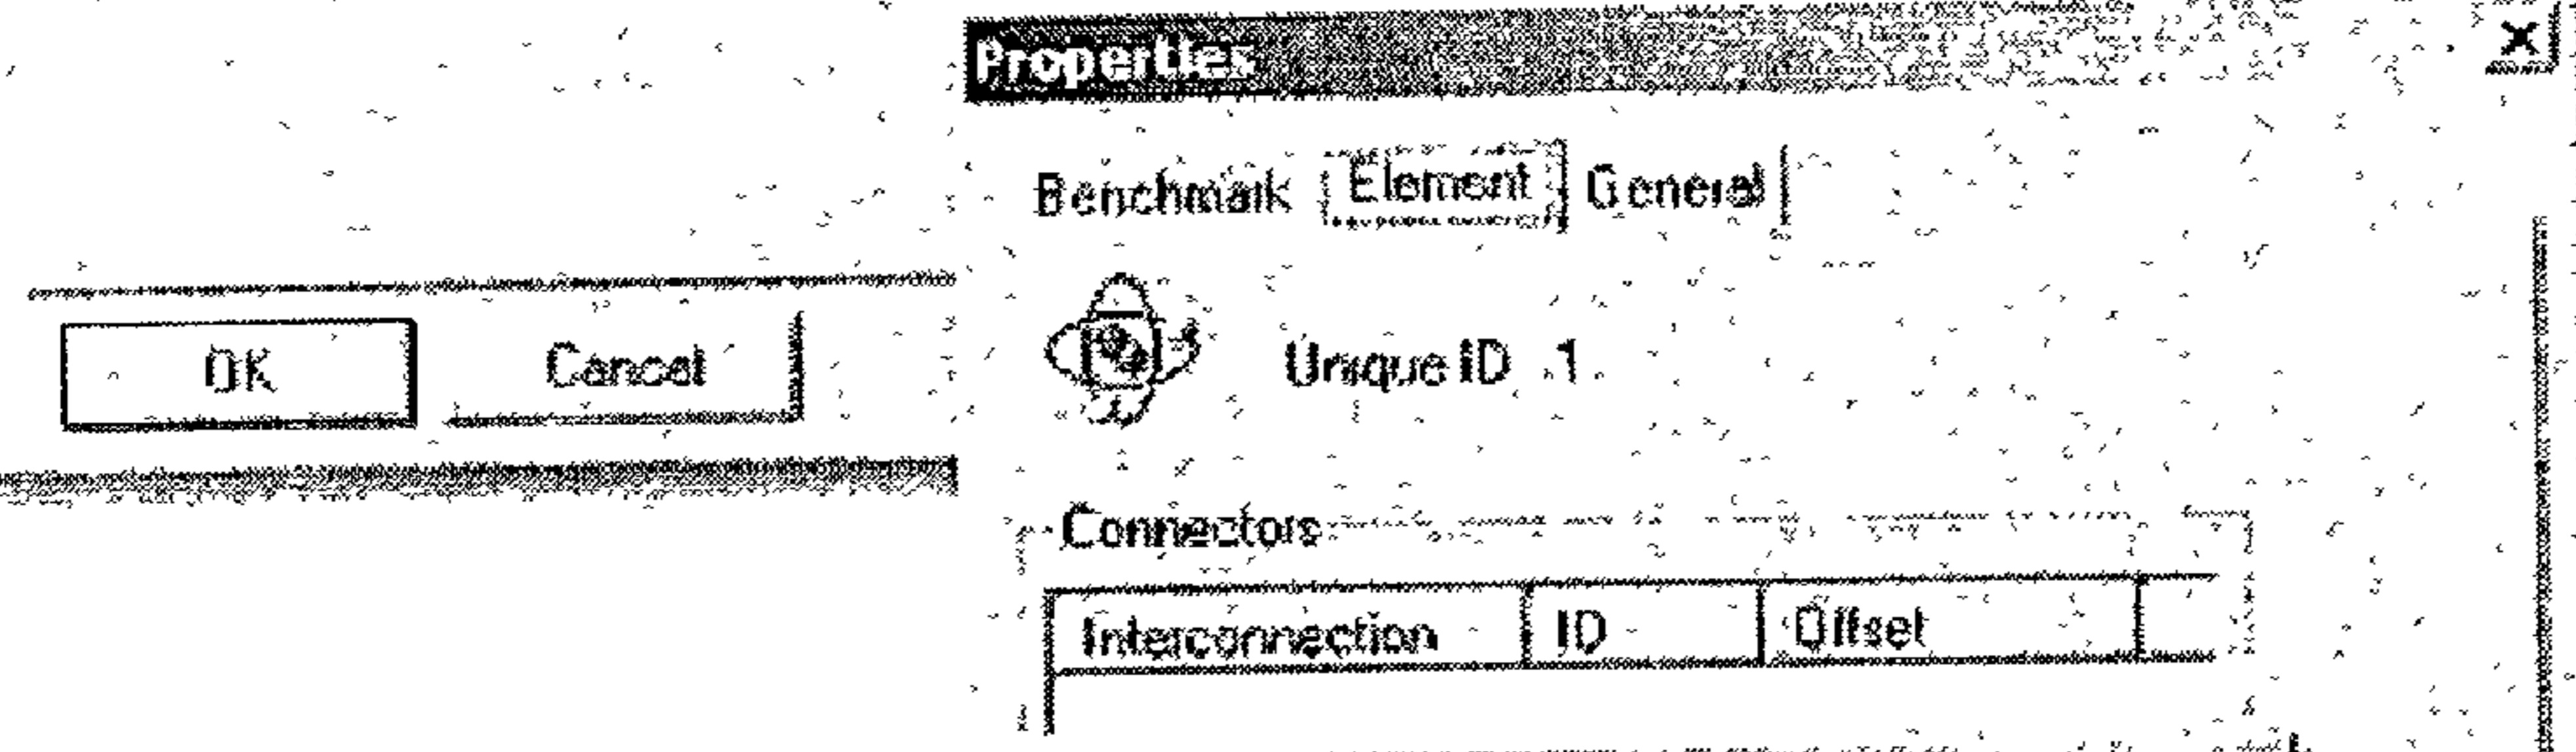 Properties
Benchmark Element General
OK Cancel
Unique ID 1
Connectors
Interconnection ID Offset